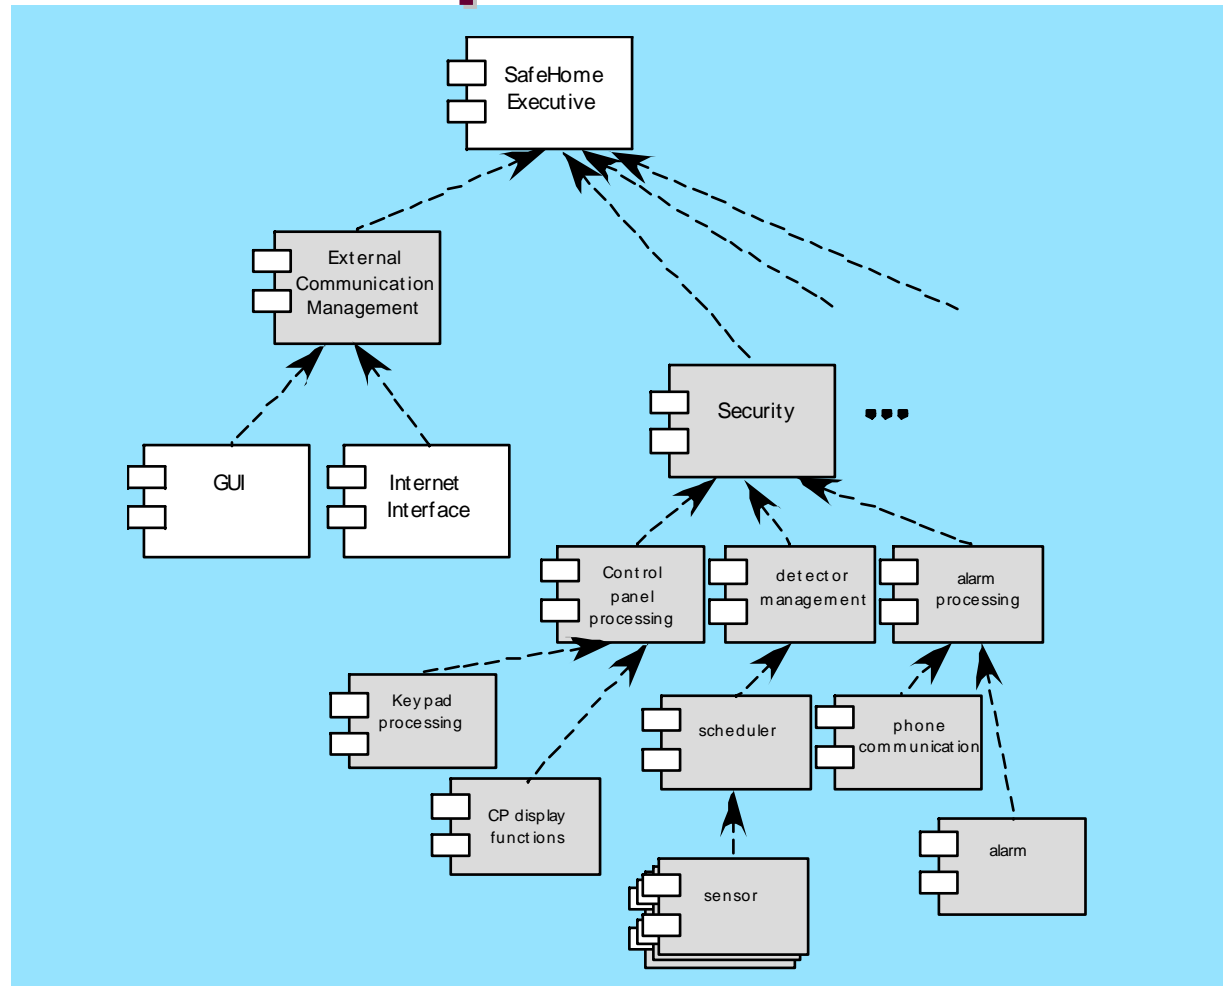 SafeHome
Executive
External
Communication
Management
Security
GUI
Internet
Interface
Control
panel
processing
detector
management
alarm
processing
Keypad
processing
scheduler
phone
communication
CP display
functions
alarm
sensor